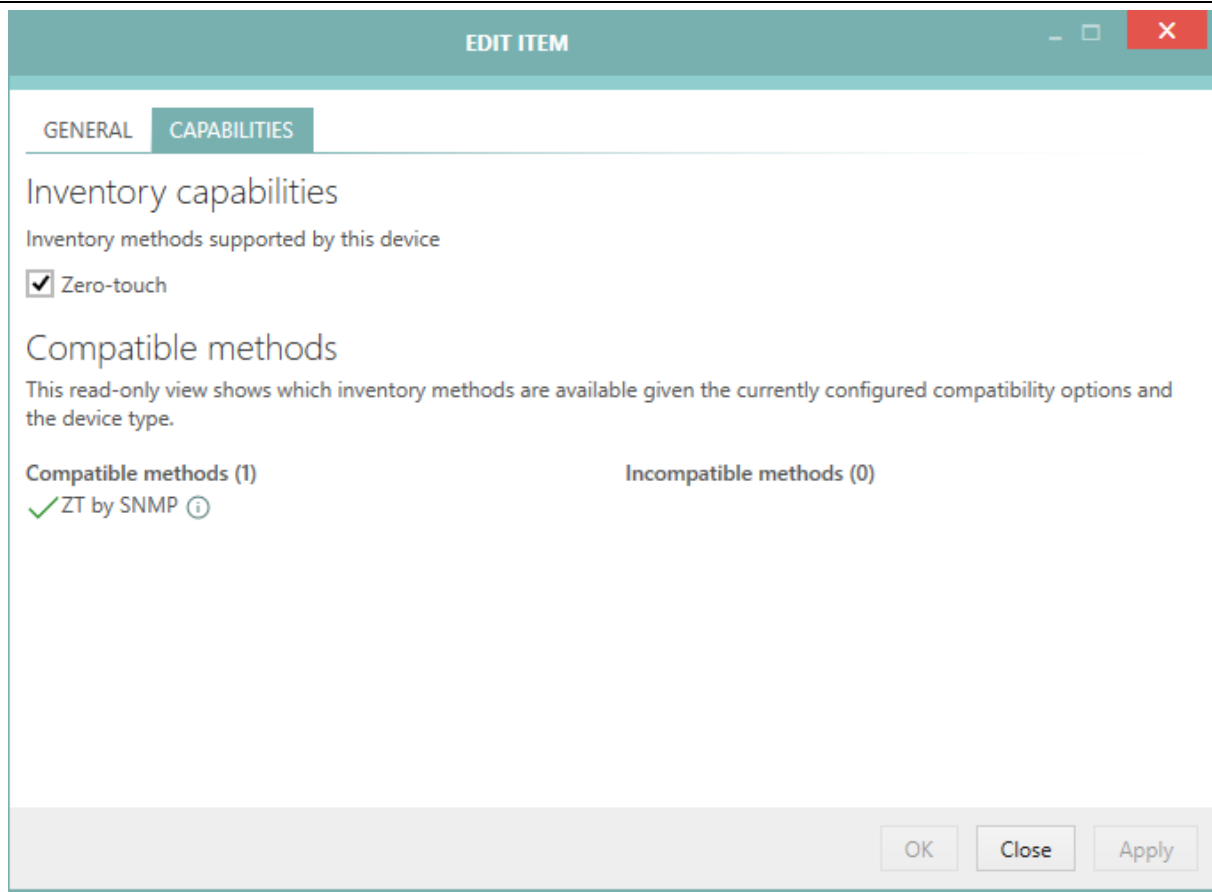 EDIT ITEM
GENERAL CAPABILITIES
Inventory capabilities
Inventory methods supported by this device
Zero-touch
Compatible methods
This read-only view shows which inventory methods are available given the currently configured compatibility options and
the device type.
Compatible methods (1) Incompatible methods (0)
ZT by SNMP
OK Close Apply